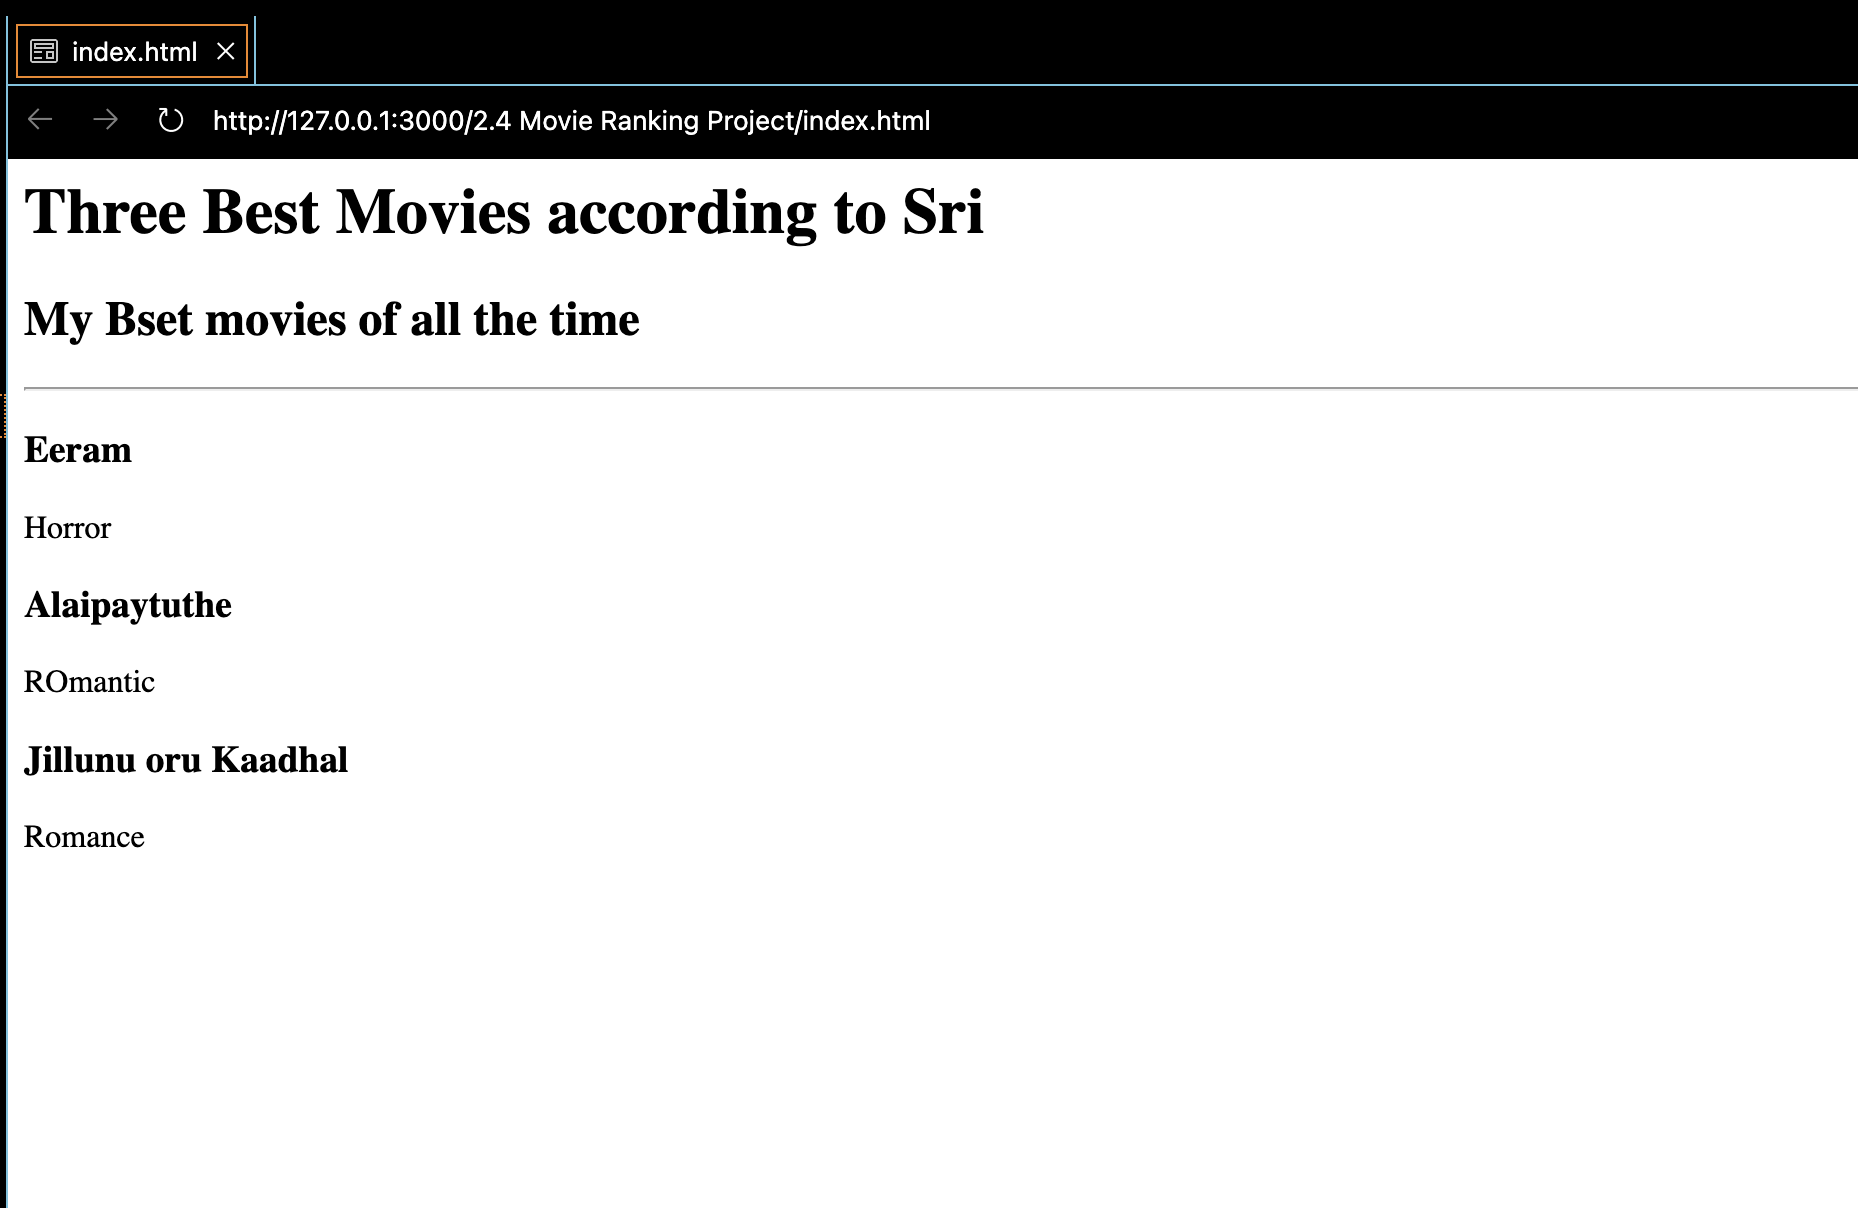 index.html
http://127.0.0.1:3000/2.4 Movie Ranking Project/index.html
Three Best Movies according to Sri
My Bset movies of all the time
Eeram
Horror
Alaipaytuthe
ROmantic
Jillunu oru Kaadhal
Romance